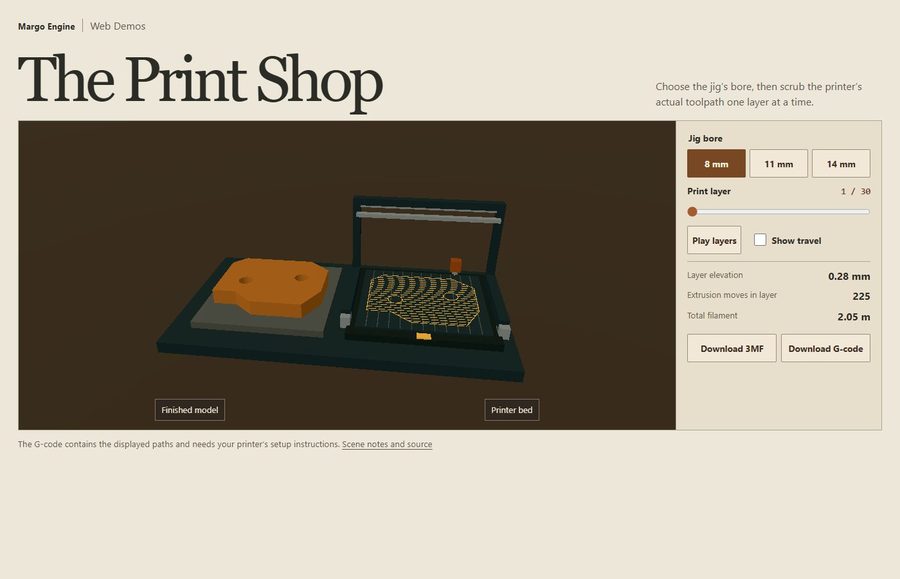 Margo Engine
Web Demos
The Print Shop
Choose the jig's bore, then scrub the printer's
actual toolpath one layer at a time.
Jig bore
8 mm
11 mm
14 mm
Print layer
1 / 30
Play layers
Show travel
Layer elevation
0.28 mm
Extrusion moves in layer
225
Total filament
2.05 m
Download 3MF
Download G-code
Finished model
Printer bed
The G-code contains the displayed paths and needs your printer's setup instructions. Scene notes and source